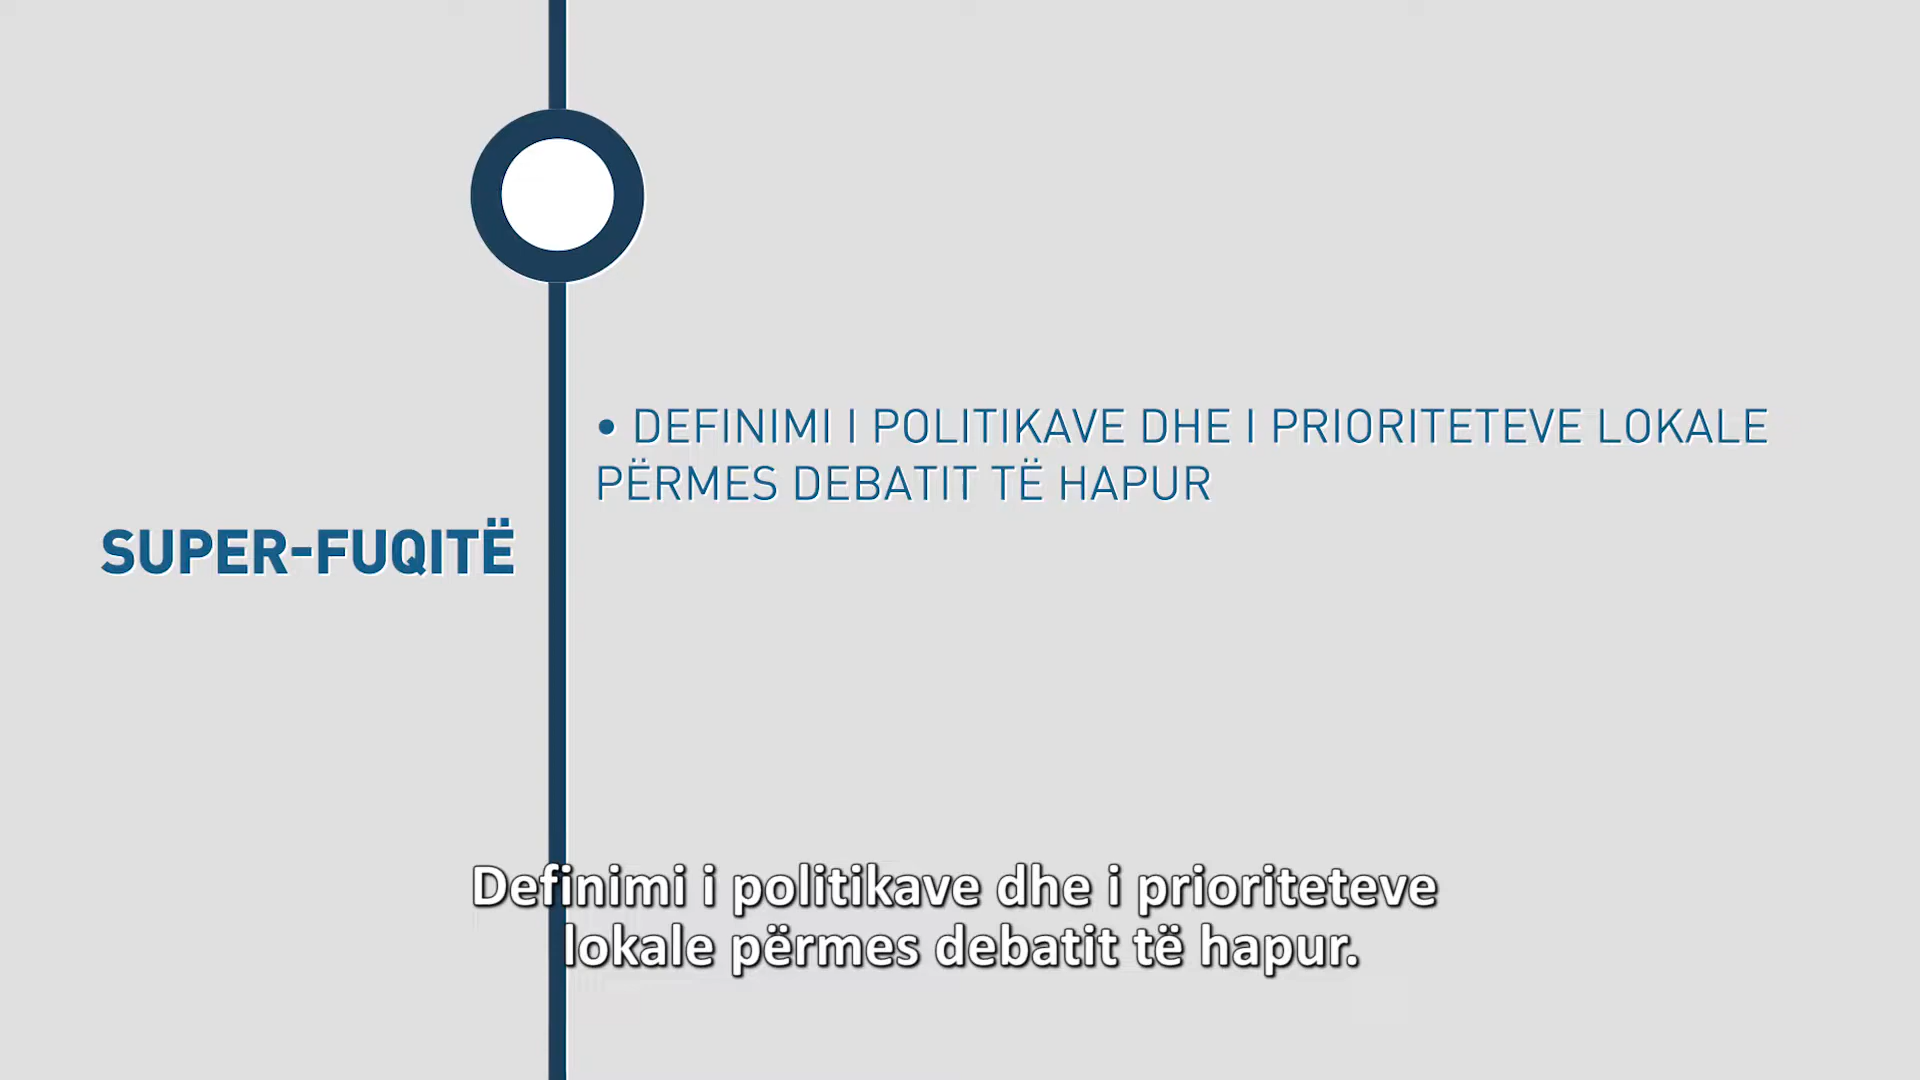 • DEFINIMI I POLITIKAVE DHE I PRIORITETEVE LOKALE
PËRMES DEBATIT TË HAPUR
SUPER-FUQITË
Definimi i politikave dhe i prioriteteve
lokale përmes debatit të hapur.